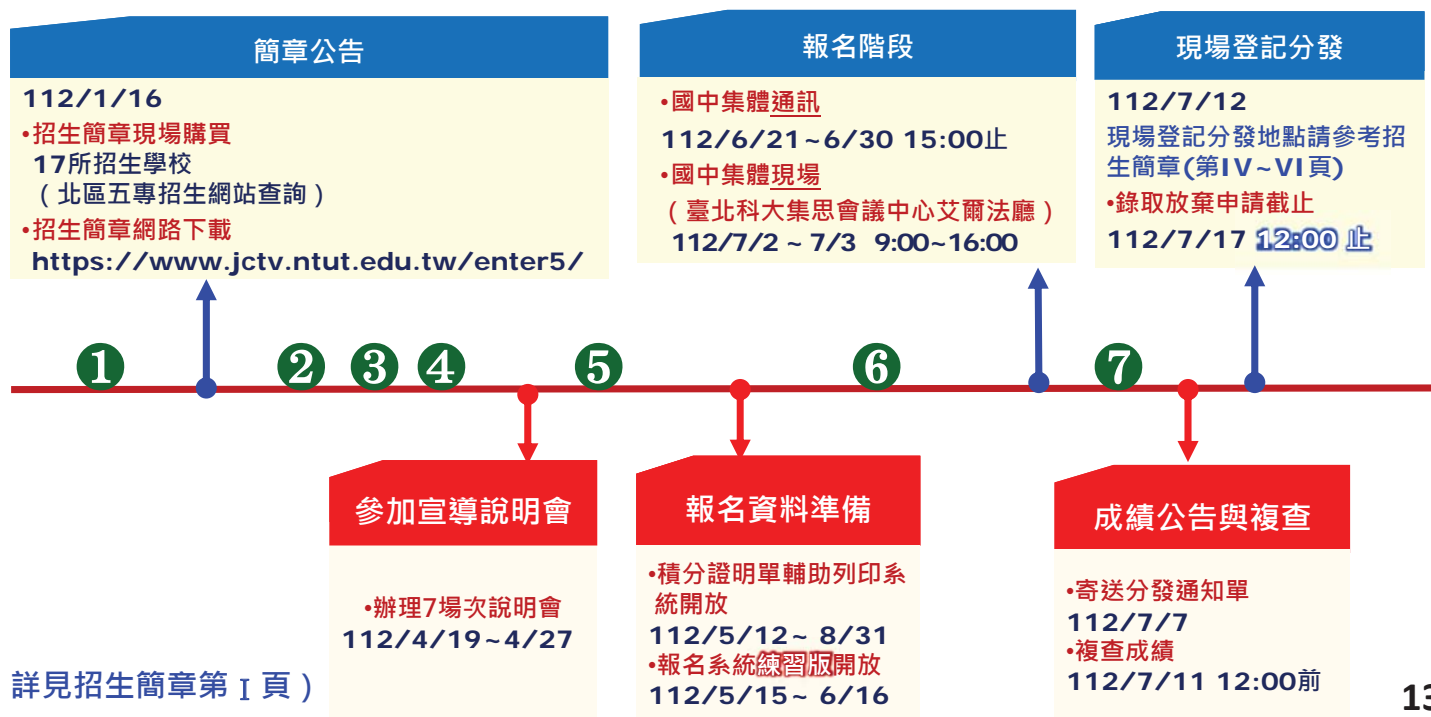 簡章公告
112/1/16
•招生簡章現場購買
17所招生學校
(北區五專招生網站查詢)
•招生簡章網路下載
https://www.jctv.ntut.edu.tw/enter5/
報名階段
•國中集體通訊
112/6/21~6/30 15:00止
•國中集體現場
(臺北科大集思會議中心艾爾法廳)
112/7/2 ~ 7/3 9:00~16:00
現場登記分發
112/7/12
現場登記分發地點請參考招
生簡章(第IV~VI頁)
•錄取放棄申請截止
112/7/17 12:00 止
1 2 3 4 5 6 7
參加宣導說明會
•辦理7場次說明會
112/4/19~4/27
報名資料準備
•積分證明單輔助列印系
統開放
112/5/12~ 8/31
•報名系統練習版開放
112/5/15~ 6/16
成績公告與複查
•寄送分發通知單
112/7/7
•複查成績
112/7/11 12:00前
詳見招生簡章第 I 頁)
13